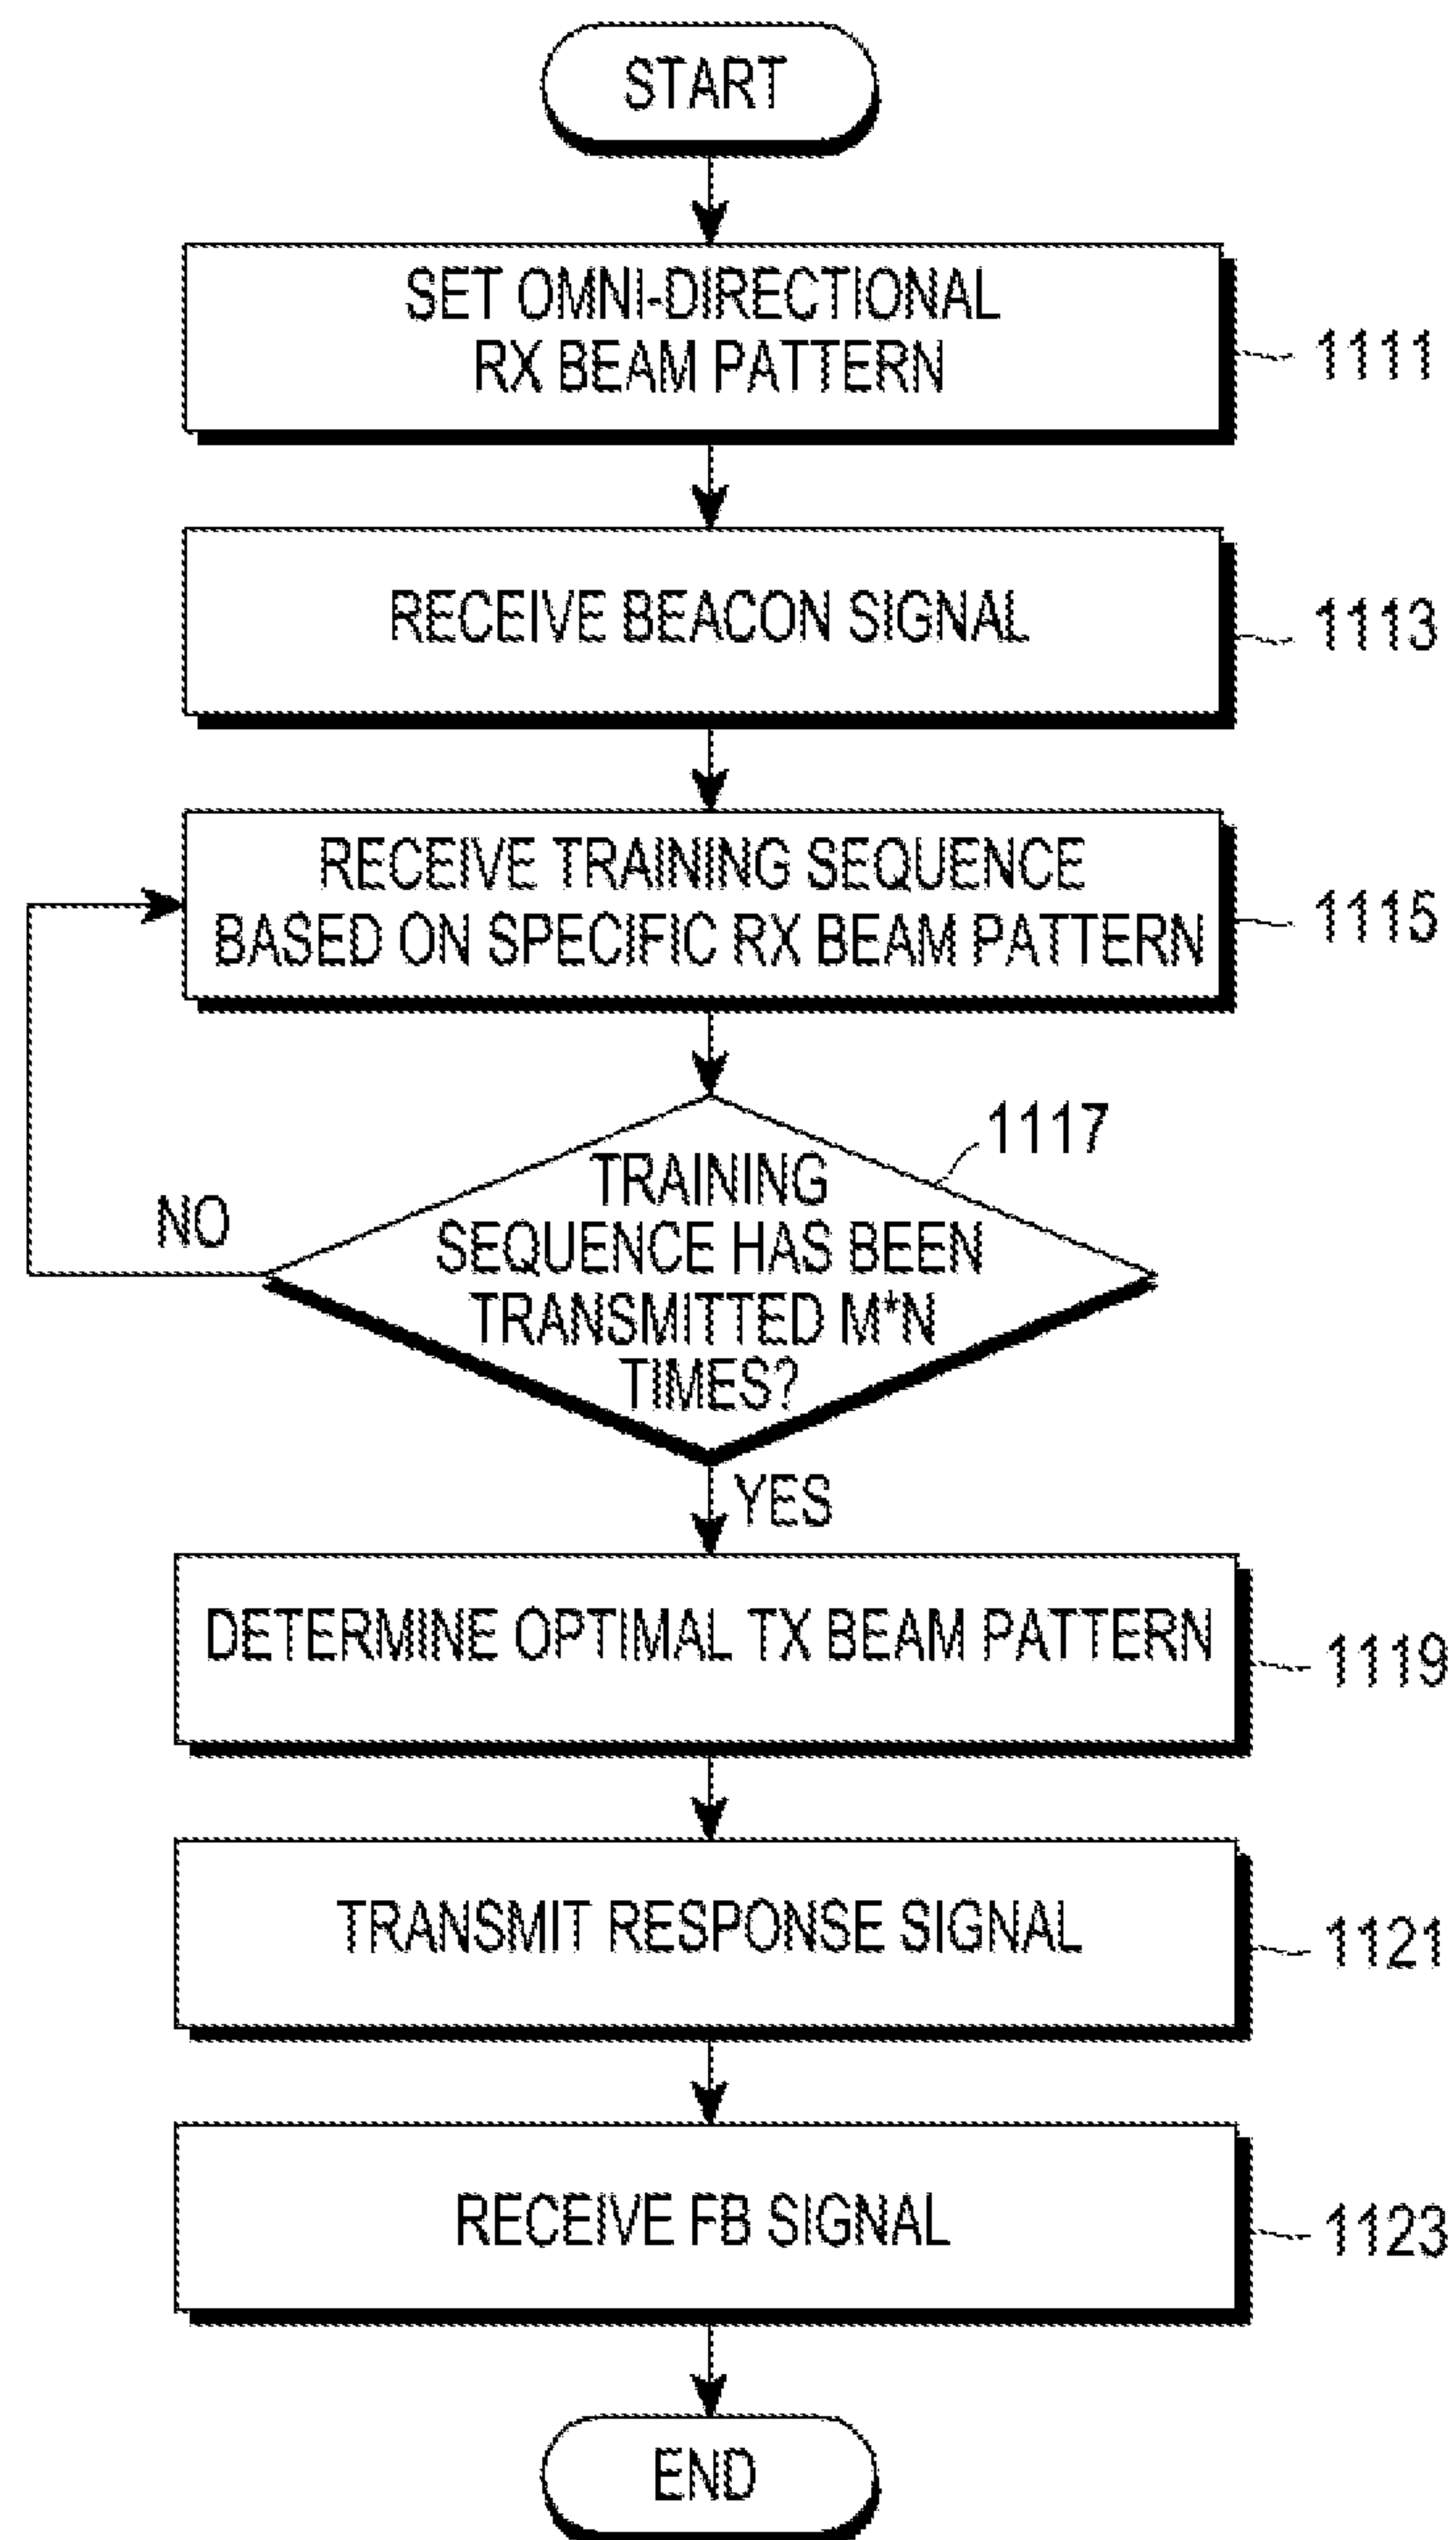 START
SET OMNI-DIRECTIONAL
RX BEAM PATTERN
1111
RECEIVE BEACON SIGNAL
1113
RECEIVE TRAINING SEQUENCE
BASED ON SPECIFIC RX BEAM PATTERN
1115
1117
TRAINING
SEQUENCE HAS BEEN
TRANSMITTED M*N
TIMES?
NO
YES
DETERMINE OPTIMAL TX BEAM PATTERN
1119
TRANSMIT RESPONSE SIGNAL
1121
RECEIVE FB SIGNAL
1123
END